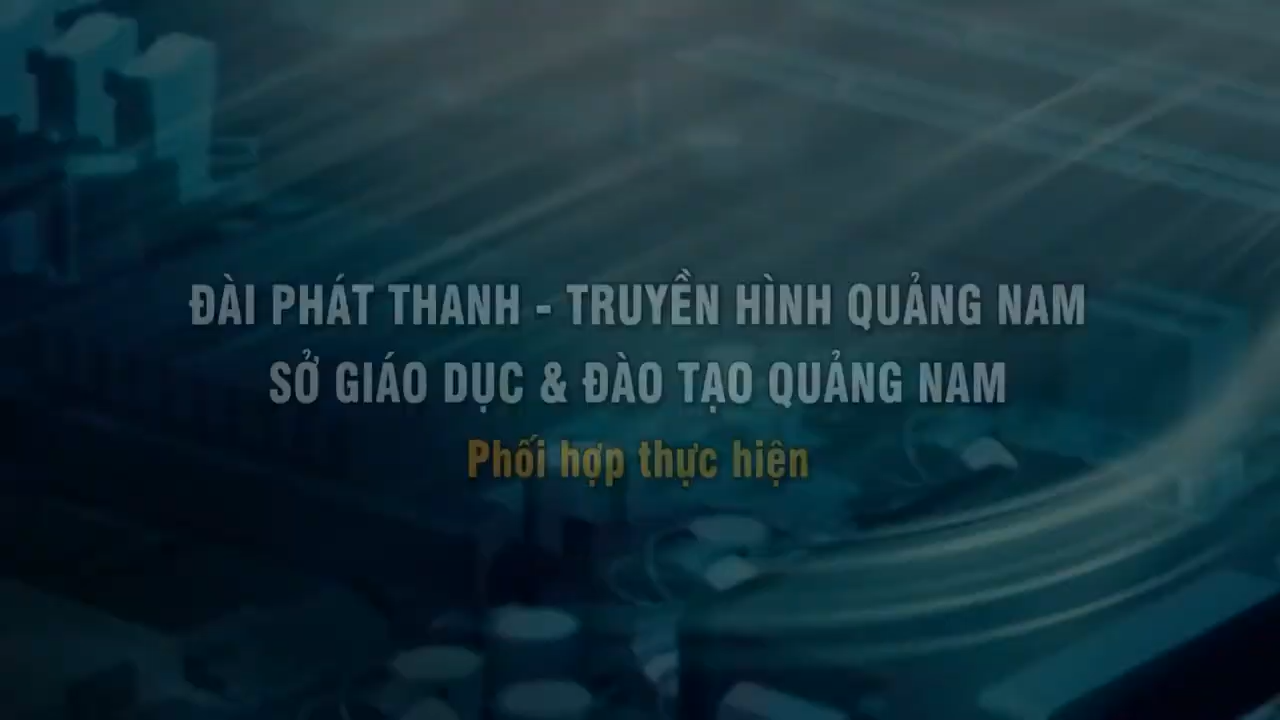 ĐÀI PHÁT THANH - TRUYỀN HÌNH QUẢNG NAM
SỞ GIÁO DỤC & ĐÀO TẠO QUẢNG NAM
Phối hợp thực hiện